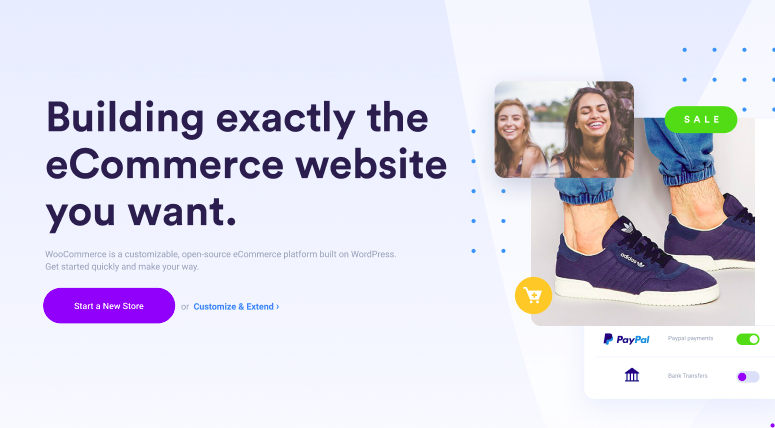 Building exactly the
eCommerce website
you want.
WooCommerce is a customizable, open-source eCommerce platform built on WordPress.
Get started quickly and make your way.
Start a New Store
or Customize & Extend ›
SALE
adidas
PayPal Paypal payments
Bank Transfers